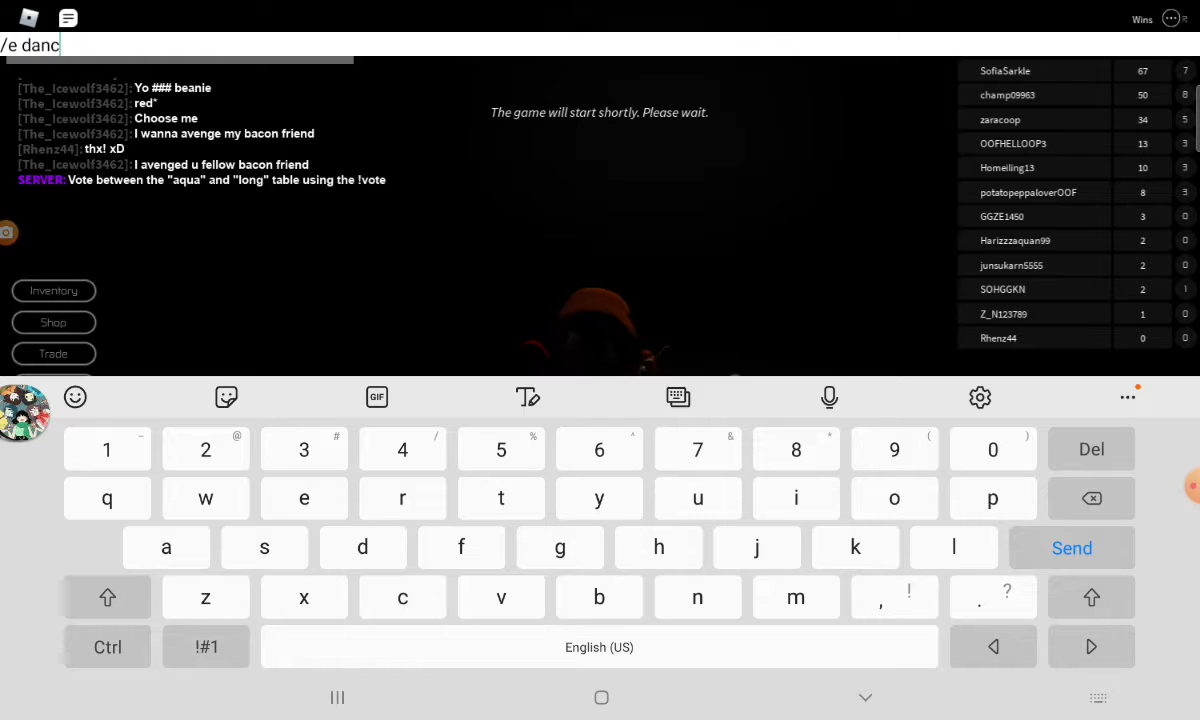 Wins
/e danc
[The_Icewolf3462]: Yo ### beanie
[The_Icewolf3462]: red*
[The_Icewolf3462]: Choose me
[The_Icewolf3462]: I wanna avenge my bacon friend
[Rhenz44]: thx! xD
[The_Icewolf3462]: I avenged u fellow bacon friend
SERVER: Vote between the "aqua" and "long" table using the !vote
The game will start shortly. Please wait.
SofiaSarkle 67 7
champ09963 50 8
zaracoop 34 5
OOFHELLOOP3 13 3
Homeiling13 10 3
potatopeppaloverOOF 8 3
GGZE1450 3 0
Harizzzaquan99 2 0
junsukarn5555 2 0
SOHGGKN 2 1
Z_N123789 1 0
Rhenz44 0 0
Inventory
Shop
Trade
GIF
1 - 2 @ 3 # 4 / 5 % 6 ^ 7 & 8 * 9 ( 0 ) Del
q w e r t y u i o p
a s d f g h j k l Send
z x c v b n m , ! . ?
Ctrl !#1 English (US)